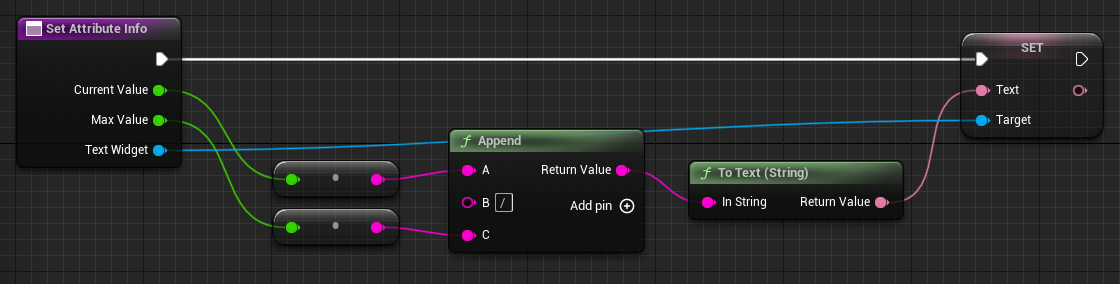 Set Attribute Info
SET
Current Value
Text
Max Value
Target
Text Widget
Append
A
Return Value
To Text (String)
B /
Add pin
In String
Return Value
C